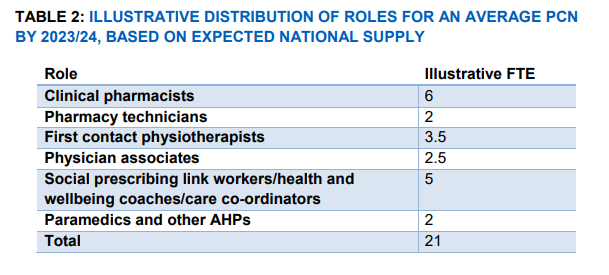 TABLE 2: ILLUSTRATIVE DISTRIBUTION OF ROLES FOR AN AVERAGE PCN
BY 2023/24, BASED ON EXPECTED NATIONAL SUPPLY
Role Illustrative FTE
Clinical pharmacists 6
Pharmacy technicians 2
First contact physiotherapists 3.5
Physician associates 2.5
Social prescribing link workers/health and 5
wellbeing coaches/care co-ordinators
Paramedics and other AHPs 2
Total 21